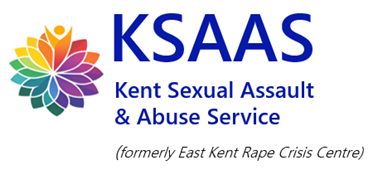 KSAAS
Kent Sexual Assault
& Abuse Service
(formerly East Kent Rape Crisis Centre)